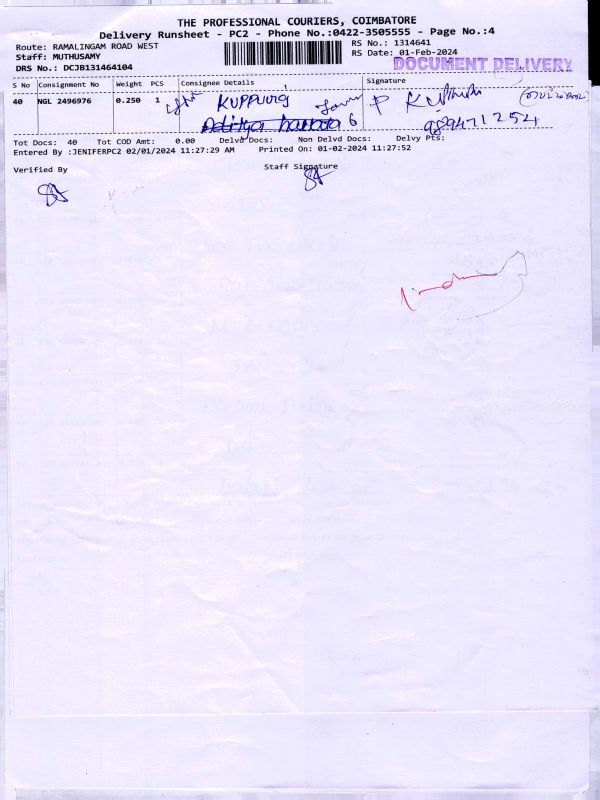 THE PROFESSIONAL COURIERS, COIMBATORE
Delivery Runsheet - PC2 - Phone No.:0422-3505555 - Page No.:4
Route: RAMALINGAM ROAD WEST
RS No.: 1314641
Staff: MUTHUSAMY
RS Date: 01-Feb-2024
DRS No.: DCJB131464104
DOCUMENT DELIVERY
S No Consignment No Weight PCS Consignee Details Signature
40 NGL 2496976 0.250 1 KUPPURG P
6 9894712541
Tot Docs: 40 Tot COD Amt: 0.00 Delvd Docs: Non Delvd Docs: Delvy Pts:
Entered By :JENIFERPC2 02/01/2024 11:27:29 AM Printed On: 01-02-2024 11:27:52
Verified By Staff Signature